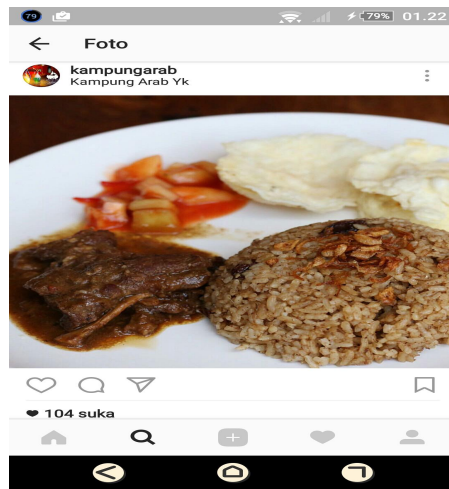 79
79% 01.22
Foto
kampungarab
Kampung Arab Yk
104 suka